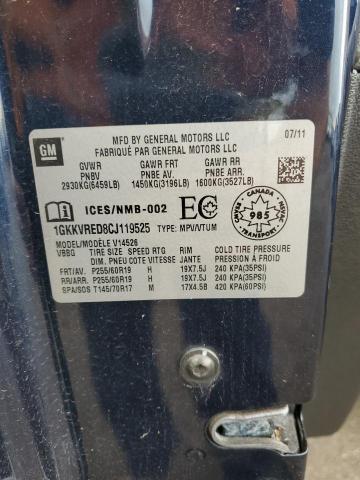 GM
MFD BY GENERAL MOTORS LLC
07/11
FABRIQUÉ PAR GENERAL MOTORS LLC
GVWR GAWR FRT GAWR RR
PNBV PNBE AV. PNBE ARR
2930KG(6459LB) 1450KG(3196LB) 1600KG(3527LB)
ICES/NMB-002 EC
CANADA
985
1GKKVRED8CJ119525 TYPE: MPV/VTUM
MODEL/MODÈLE V14526
VBBG TIRE SIZE SPEED RTG RIM COLD TIRE PRESSURE
DIM. PNEU COTE VITESSE JANTE PRESSION À FROID
FRT/AV. P255/60R19 H 19X7.5J 240 KPA(35PSI)
RR/ARR. P255/60R19 H 19X7.5J 240 KPA(35PSI)
SPA/SOS T145/70R17 M 17X4.5B 420 KPA(60PSI)